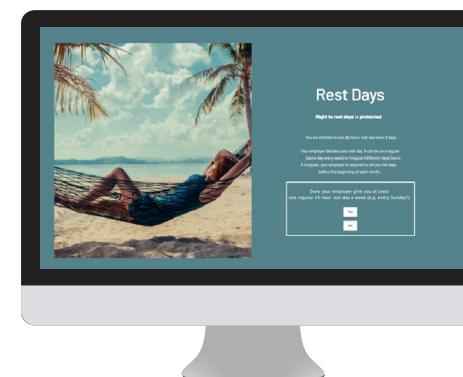 Rest Days
Right to rest days is protected
You are entitled to one 24-hours rest day every 7 days.
Your employer decides your rest day. It can be on a regular
(same day every week) or irregular (different days) basis.
If irregular, your employer is required to tell you the days
before the beginning of each month.
Does your employer give you at least
one regular 24-hour rest day a week (e.g. every Sunday?)
Yes
No